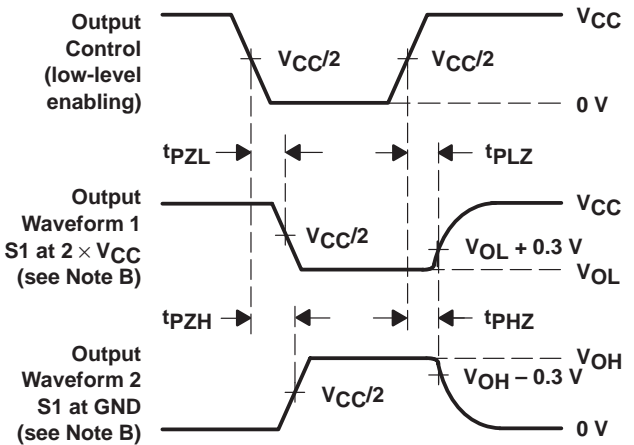 Output
Control
(low-level
enabling)
VCC/2
VCC/2
VCC
0 V
tPZL
tPLZ
Output
Waveform 1
S1 at 2 × VCC
(see Note B)
VCC/2
VCC
VOL + 0.3 V
VOL
tPZH
tPHZ
Output
Waveform 2
S1 at GND
(see Note B)
VCC/2
VOH
VOH – 0.3 V
0 V